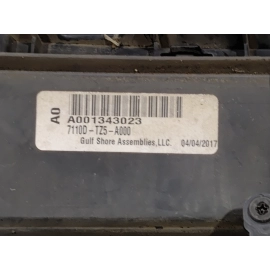 A0
A001343023
7110D-TZ5-A000
Gulf Shore Assemblies,LLC. 04/04/2017